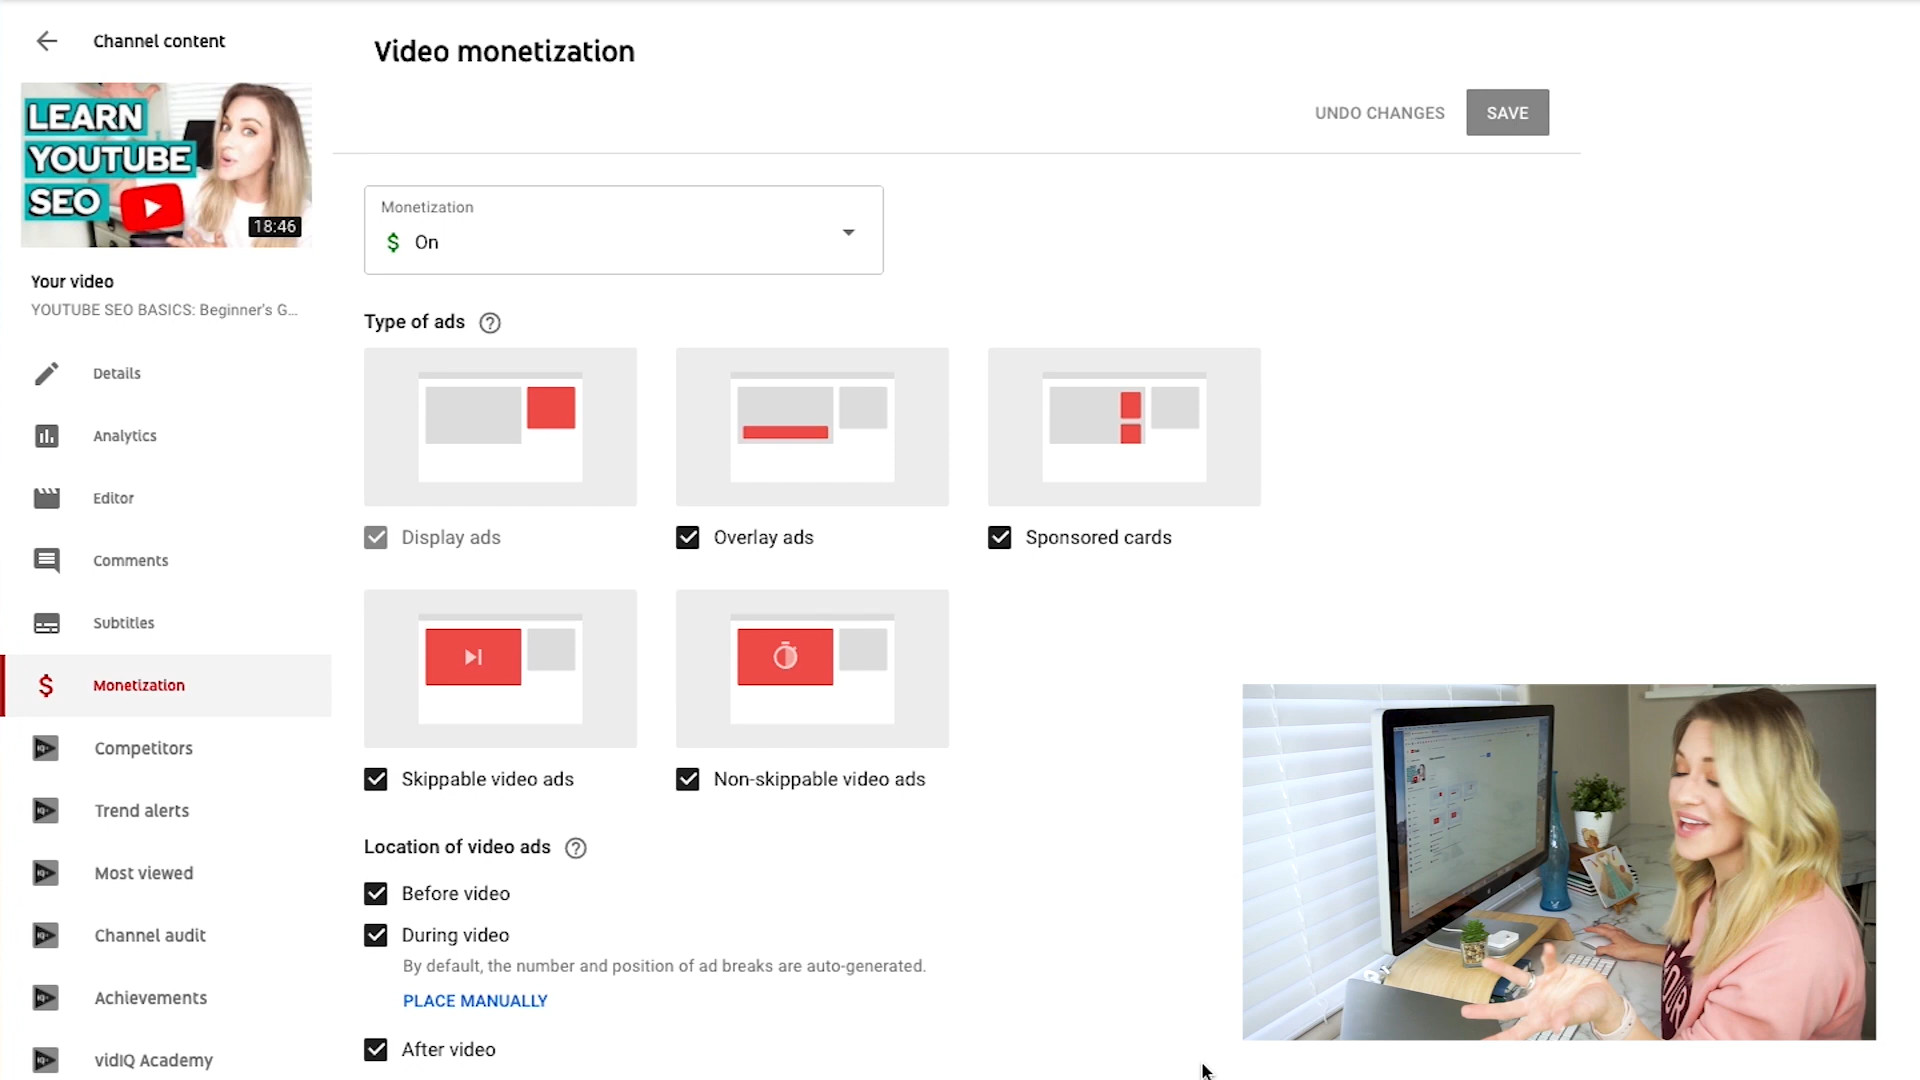 Channel content
LEARN
YOUTUBE
SEO
18:46
Your video
YOUTUBE SEO BASICS: Beginner's G...
Details
Analytics
Editor
Comments
Subtitles
Monetization
Competitors
Trend alerts
Most viewed
Channel audit
Achievements
vidIQ Academy
Video monetization
UNDO CHANGES
SAVE
Monetization
$ On
Type of ads
Display ads
Overlay ads
Sponsored cards
Skippable video ads
Non-skippable video ads
Location of video ads
Before video
During video
By default, the number and position of ad breaks are auto-generated.
PLACE MANUALLY
After video